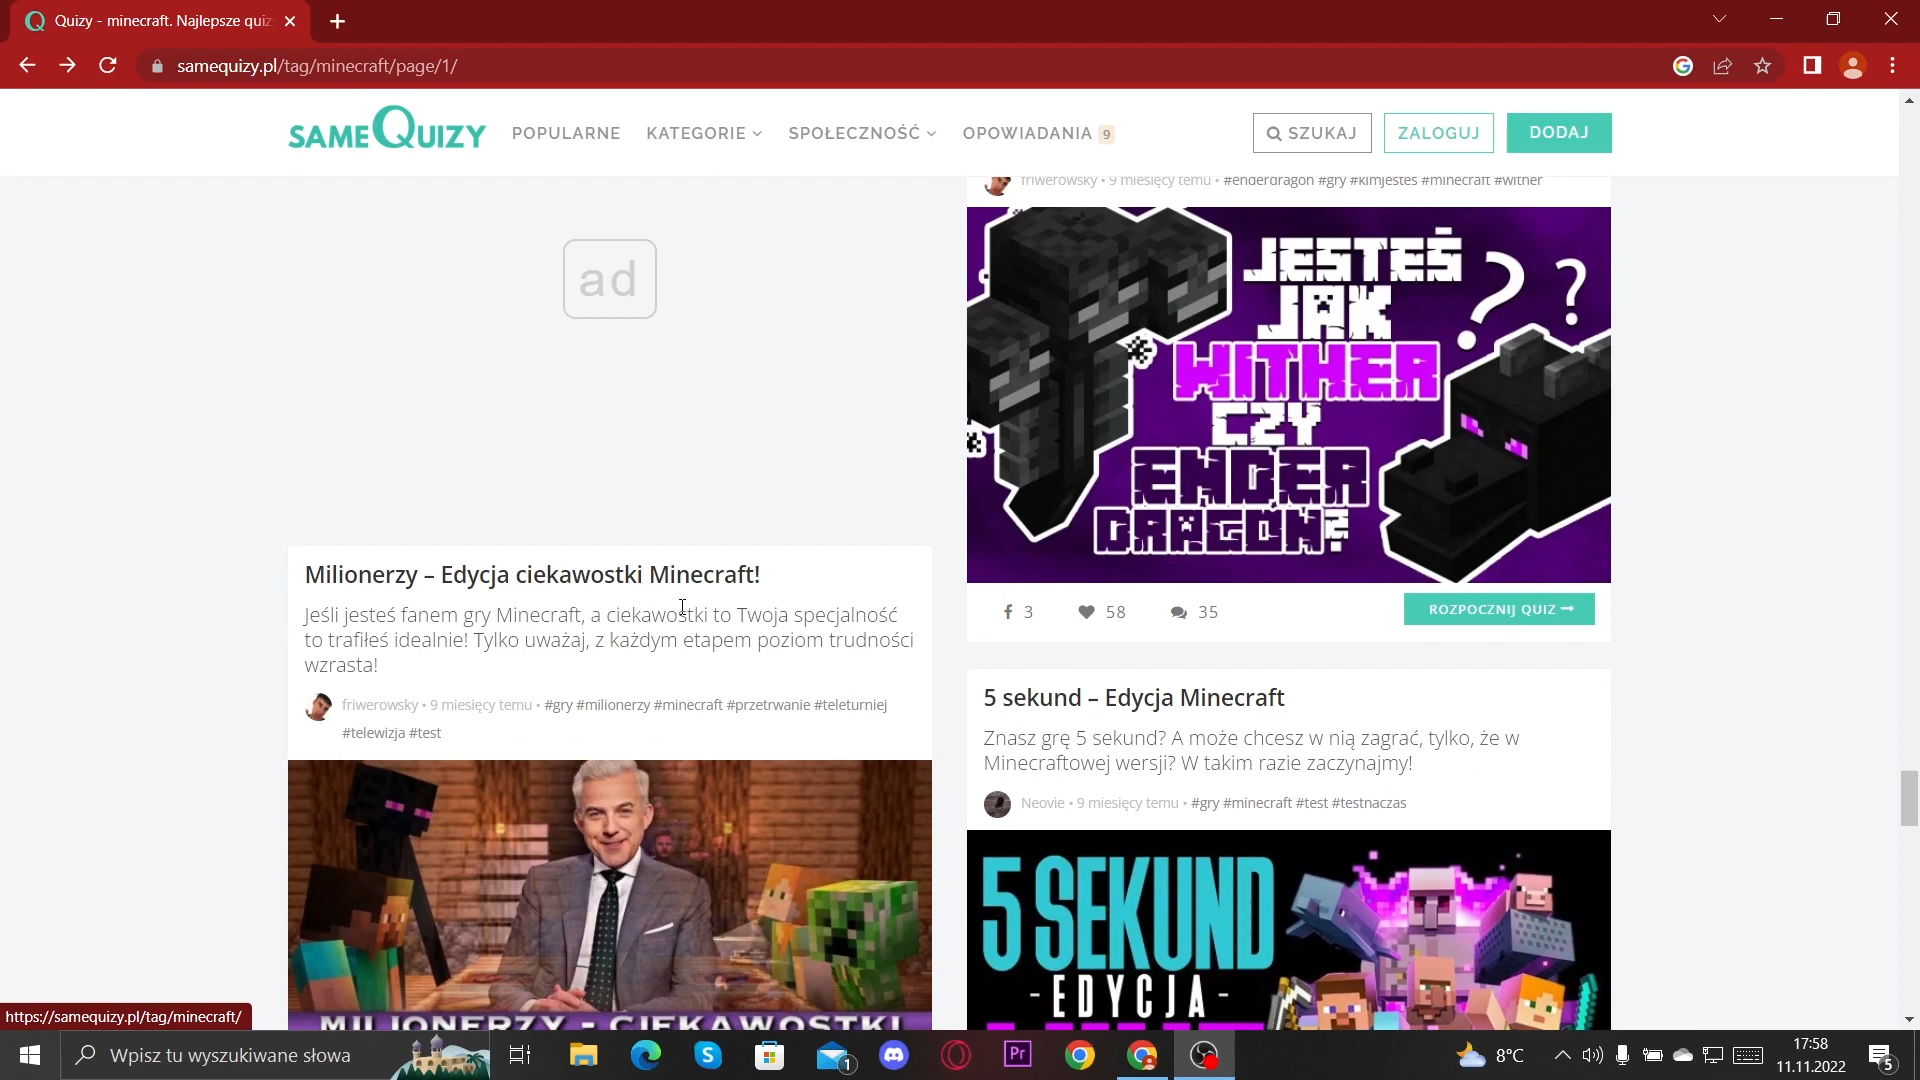 Quizy - minecraft. Najlepsze quiz
samequizy.pl/tag/minecraft/page/1/
SAMEQUIZY
POPULARNE
KATEGORIE
SPOŁECZNOŚĆ
OPOWIADANIA 9
SZUKAJ
ZALOGUJ
DODAJ
ad
friwerowsky • 9 miesięcy temu • #enderdragon #gry #kimjestes #minecraft #wither
JESTEŚ
JAK
WITHER
CZY
ENDER
DRAGON?
??
3
58
35
ROZPOCZNIJ QUIZ
Milionerzy – Edycja ciekawostki Minecraft!
Jeśli jesteś fanem gry Minecraft, a ciekawostki to Twoja specjalność
to trafiłeś idealnie! Tylko uważaj, z każdym etapem poziom trudności
wzrasta!
friwerowsky • 9 miesięcy temu • #gry #milionerzy #minecraft #przetrwanie #teleturniej
#telewizja #test
MILIONERZY - CIEKAWOSTKI
5 sekund – Edycja Minecraft
Znasz grę 5 sekund? A może chcesz w nią zagrać, tylko, że w
Minecraftowej wersji? W takim razie zaczynajmy!
Neovie • 9 miesięcy temu • #gry #minecraft #test #testnaczas
5 SEKUND
-EDYCJA-
https://samequizy.pl/tag/minecraft/
Wpisz tu wyszukiwane słowa
1
Pr
8°C
17:58
11.11.2022
5